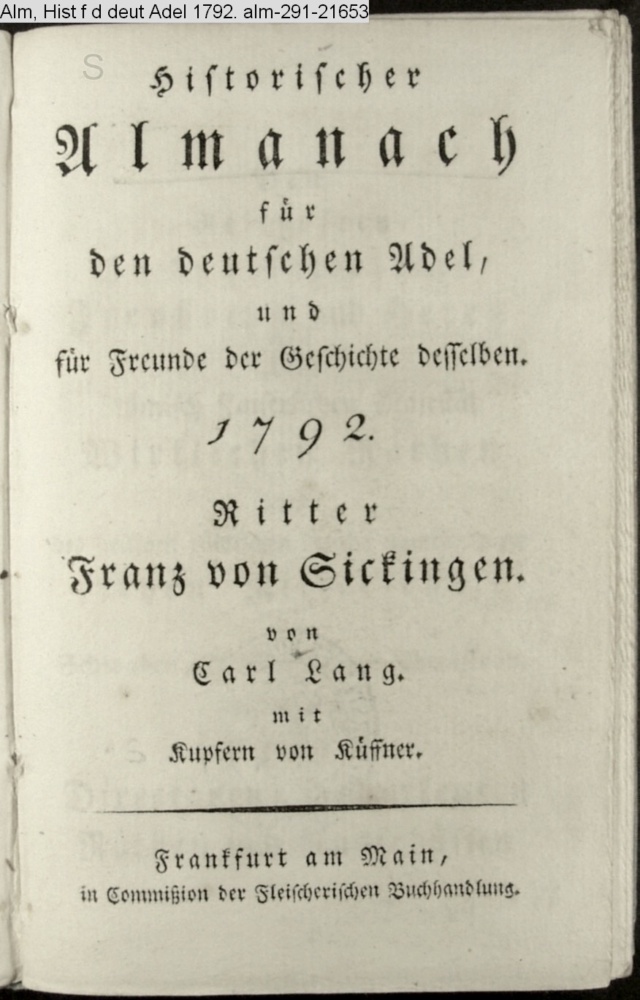 Alm, Hist f d deut Adel 1792. alm-291-21653
S
Hiſtoriſcher
Almanach
für
den deutſchen Adel,
und
für Freunde der Geſchichte deſſelben.
1792.
Ritter
Franz von Sickingen.
von
Carl Lang.
mit
Kupfern von Küffner.
Frankfurt am Main,
in Commißion der Fleiſcheriſchen Buchhandlung.